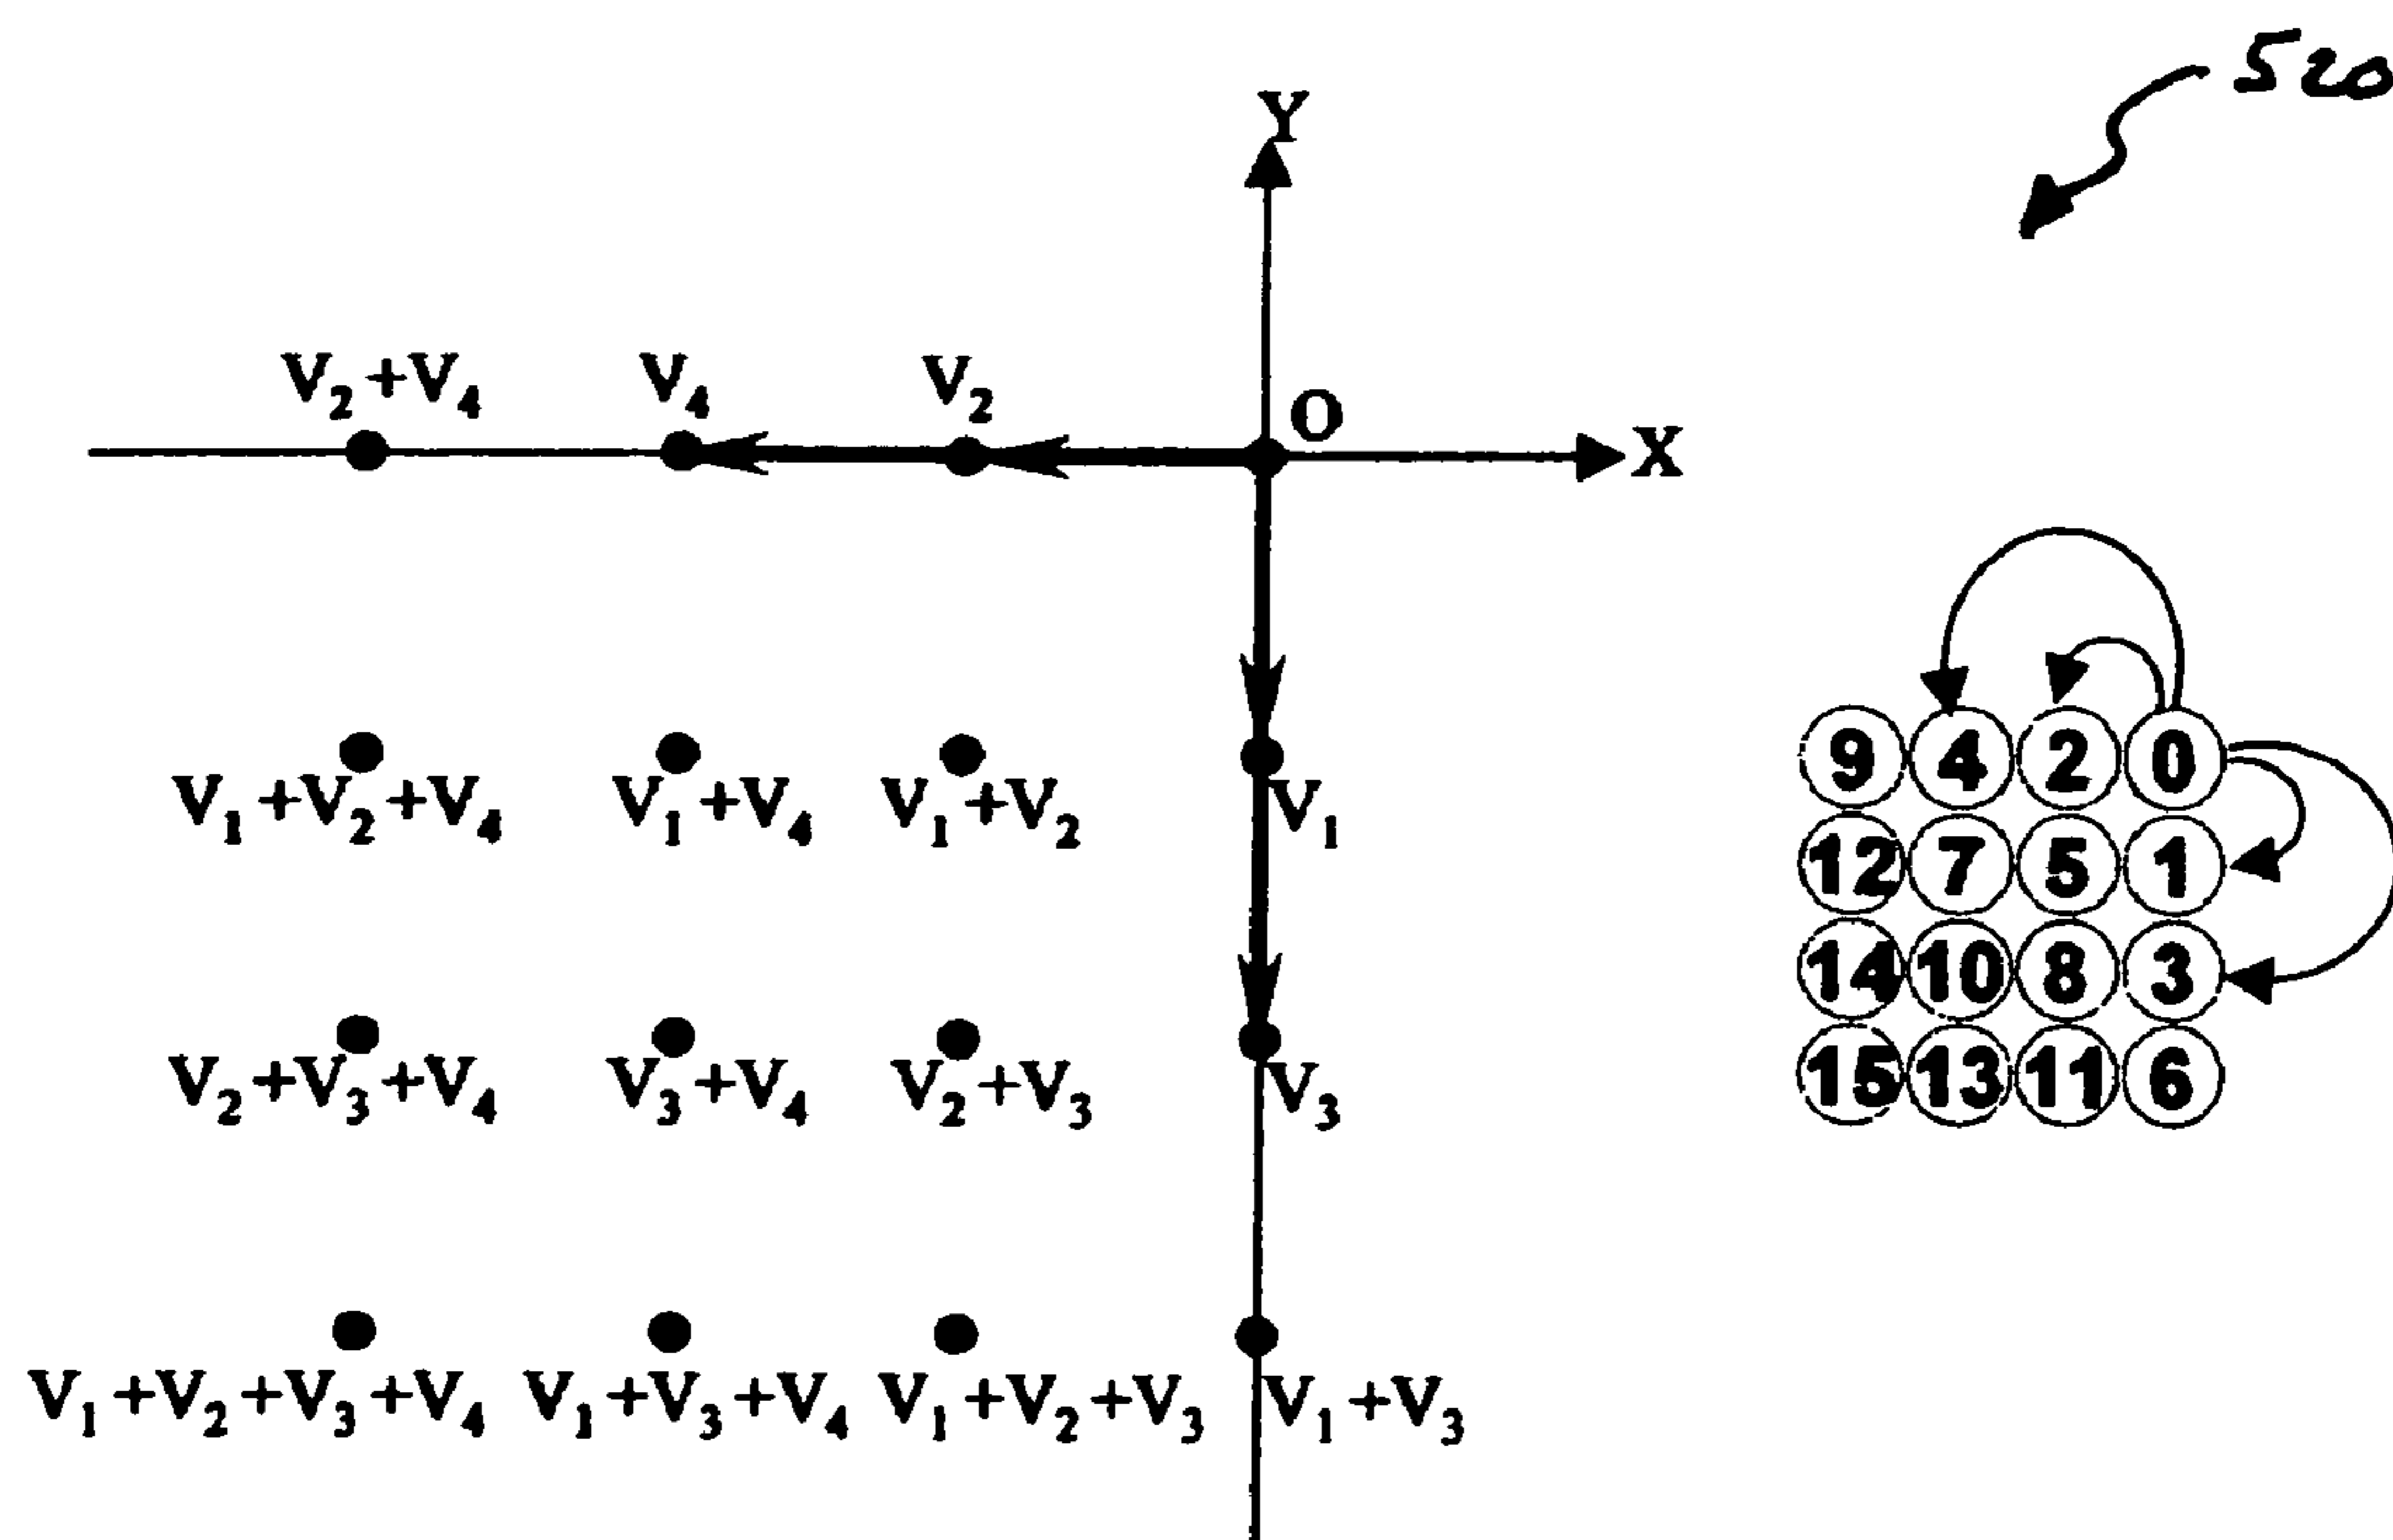 520
Y
V₂+V₄ V₄ V₂ O
X
V₁+V₂+V₄ V₁+V₄ V₁+V₂ V₁
V₂+V₃+V₄ V₃+V₄ V₂+V₃ V₃
V₁+V₂+V₃+V₄ V₁+V₃+V₄ V₁+V₂+V₃ V₁+V₃
9 4 2 0
12 7 5 1
14 10 8 3
15 13 11 6